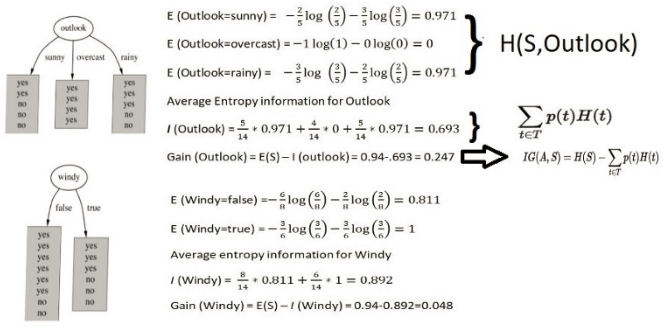 outlook
sunny overcast rainy
yes
yes
no
no
no
yes
yes
yes
yes
yes
yes
yes
no
no
E (Outlook=sunny) = −2/5 log (2/5) − 3/5 log (3/5) = 0.971
E (Outlook=overcast) = −1 log(1) − 0 log(0) = 0
E (Outlook=rainy) = −3/5 log (3/5) − 2/5 log (2/5) = 0.971
} H(S,Outlook)
Average Entropy information for Outlook
I (Outlook) = 5/14 * 0.971 + 4/14 * 0 + 5/14 * 0.971 = 0.693 } ∑t∈T p(t)H(t)
Gain (Outlook) = E(S) – I (outlook) = 0.94-.693 = 0.247 IG(A,S) = H(S) − ∑t∈T p(t)H(t)
windy
false true
yes
yes
yes
yes
yes
yes
no
no
yes
yes
yes
no
no
no
E (Windy=false) = −6/8 log(6/8) − 2/8 log(2/8) = 0.811
E (Windy=true) = −3/6 log(3/6) − 3/6 log(3/6) = 1
Average entropy information for Windy
I (Windy) = 8/14 * 0.811 + 6/14 * 1 = 0.892
Gain (Windy) = E(S) – I (Windy) = 0.94-0.892=0.048